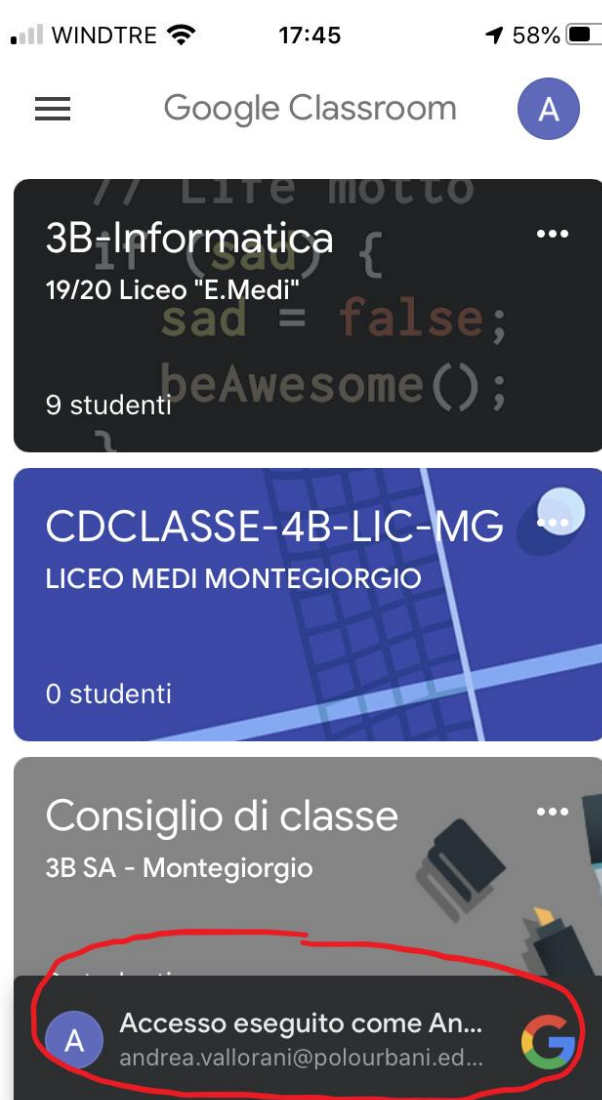 WINDTRE 17:45 58%
Google Classroom A
// Life motto
3B-Informatica
if (sad) {
19/20 Liceo "E.Medi"
sad = false;
beAwesome();
9 studenti
}
CDCLASSE-4B-LIC-MG
LICEO MEDI MONTEGIORGIO
0 studenti
Consiglio di classe
3B SA - Montegiorgio
A Accesso eseguito come An...
andrea.vallorani@polourbani.ed...